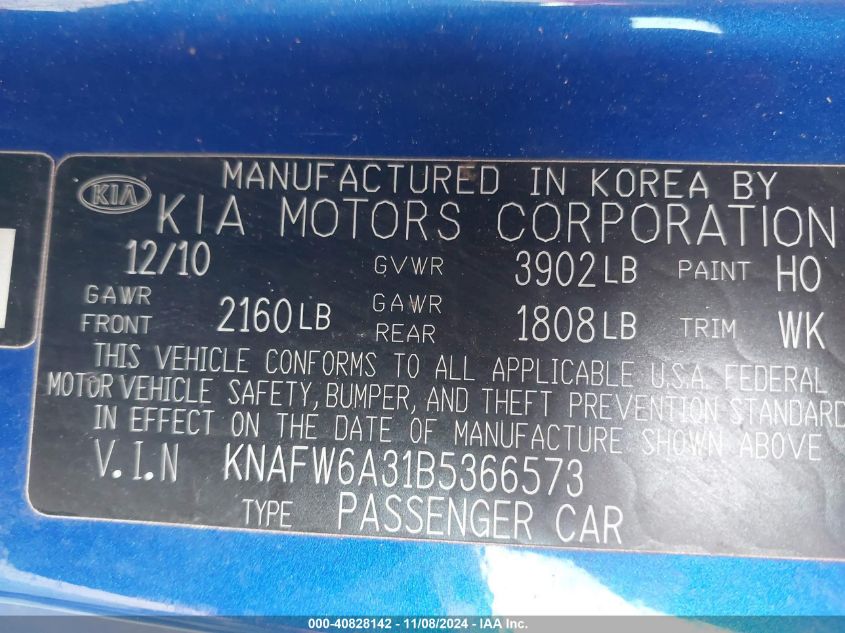 MANUFACTURED IN KOREA BY
KIA KIA MOTORS CORPORATION
12/10 GVWR 3902LB PAINT HO
GAWR FRONT 2160LB GAWR REAR 1808LB TRIM WK
THIS VEHICLE CONFORMS TO ALL APPLICABLE U.S.A. FEDERAL
MOTOR VEHICLE SAFETY, BUMPER, AND THEFT PREVENTION STANDARD
IN EFFECT ON THE DATE OF MANUFACTURE SHOWN ABOVE
V.I.N KNAFW6A31B5366573
TYPE PASSENGER CAR
000-40828142 - 11/08/2024 - IAA Inc.